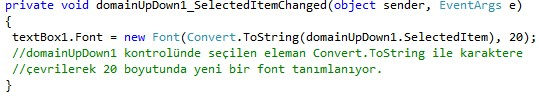 private void domainUpDown1_SelectedItemChanged(object sender, EventArgs e)
{
textBox1.Font = new Font(Convert.ToString(domainUpDown1.SelectedItem), 20);
//domainUpDown1 kontrolünde seçilen eleman Convert.ToString ile karaktere
//çevrilerek 20 boyutunda yeni bir font tanımlanıyor.
}